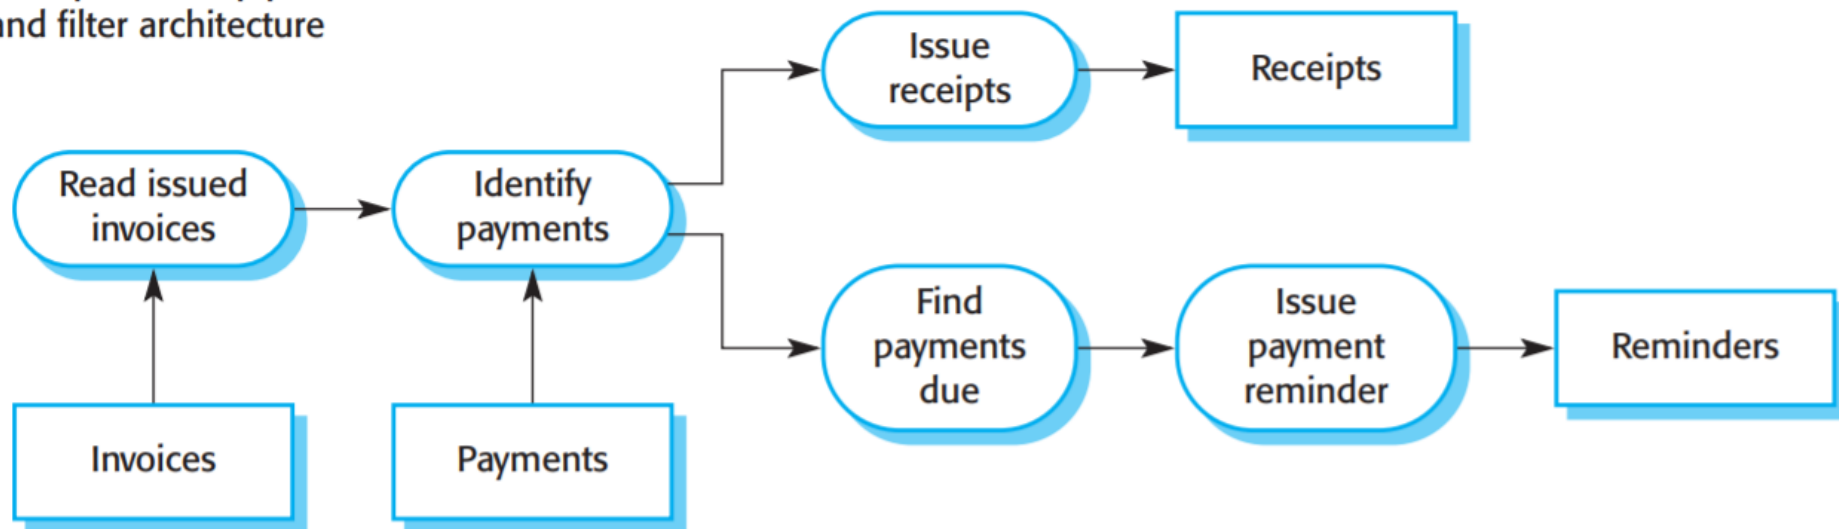 and filter architecture
Issue
receipts
Receipts
Read issued
invoices
Identify
payments
Find
payments
due
Issue
payment
reminder
Reminders
Invoices
Payments